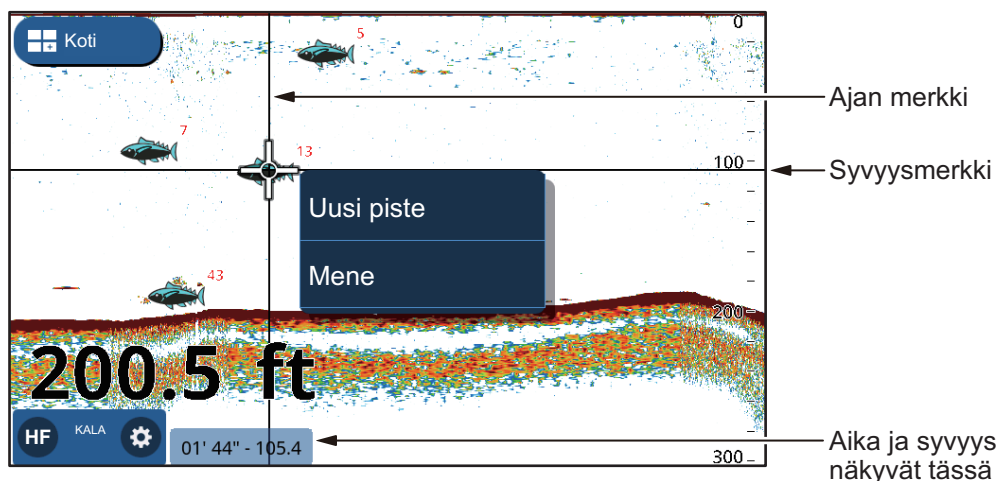 Koti
5
0
Ajan merkki
7
13
100
Syvyysmerkki
Uusi piste
Mene
43
200
200.5 ft
HF
KALA
01' 44" - 105.4
300
Aika ja syvyys
näkyvät tässä